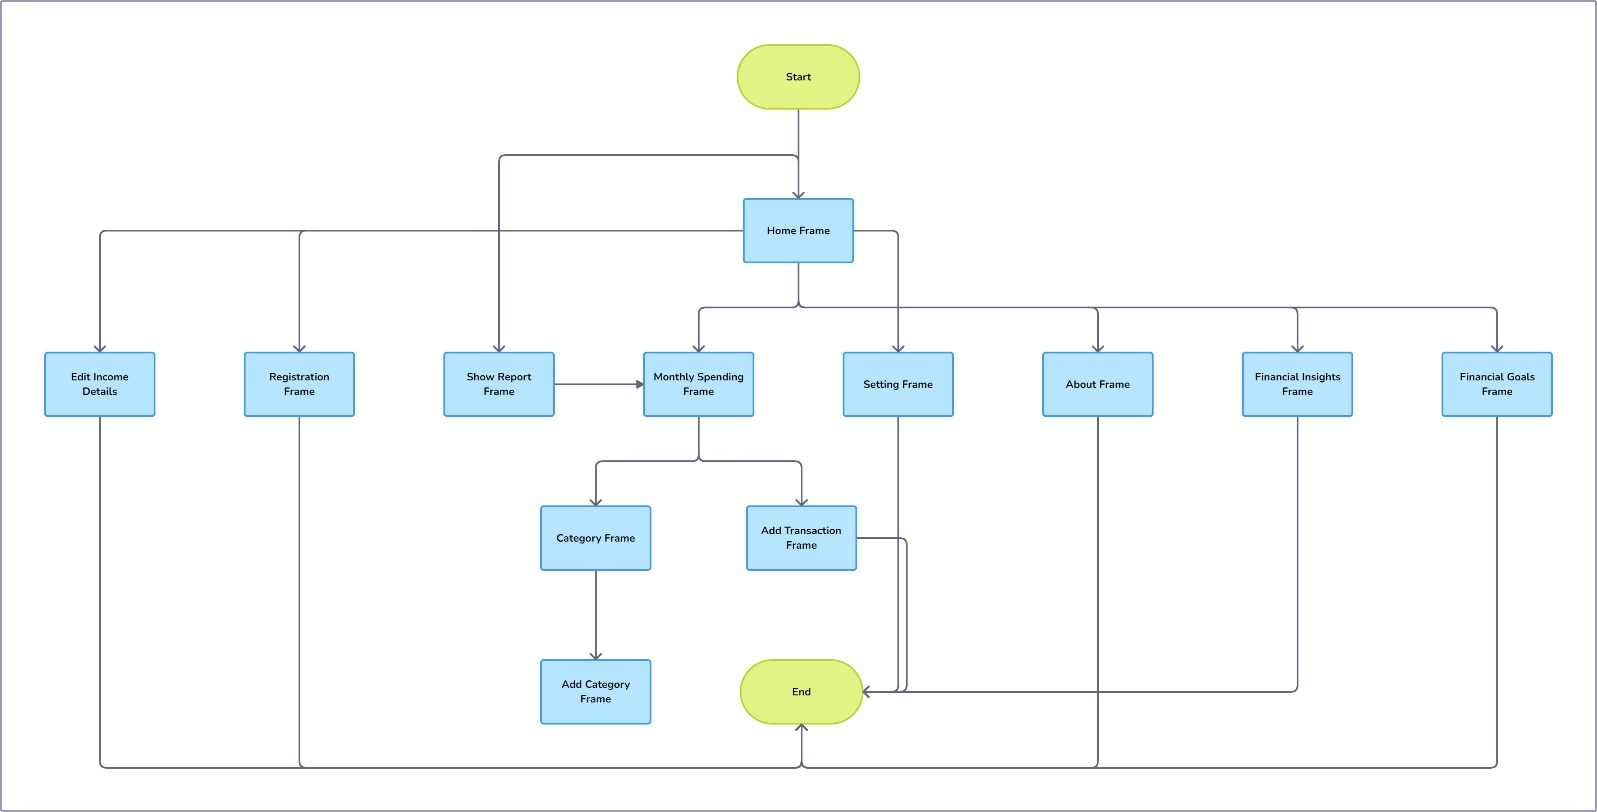 Start
Home Frame
Edit Income
Details
Registration
Frame
Show Report
Frame
Monthly Spending
Frame
Setting Frame
About Frame
Financial Insights
Frame
Financial Goals
Frame
Category Frame
Add Transaction
Frame
Add Category
Frame
End